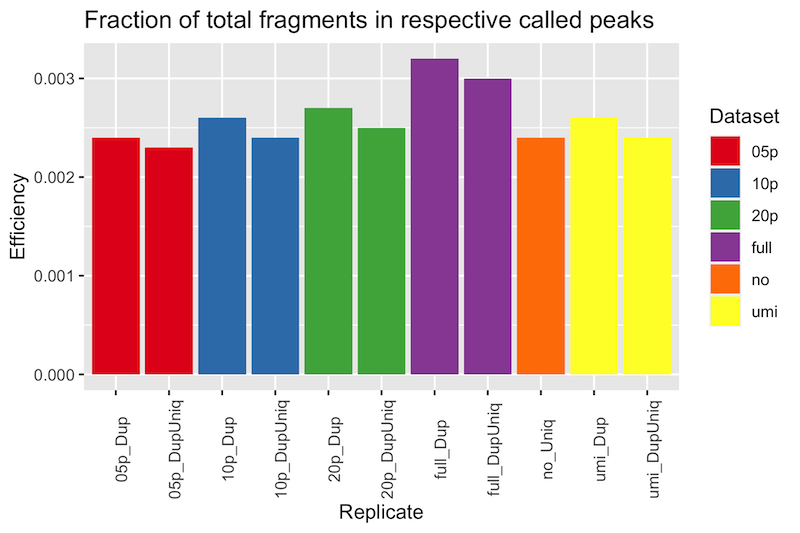 Fraction of total fragments in respective called peaks
Efficiency
0.003
0.002
0.001
0.000
05p_Dup
05p_DupUniq
10p_Dup
10p_DupUniq
20p_Dup
20p_DupUniq
full_Dup
full_DupUniq
no_Uniq
umi_Dup
umi_DupUniq
Replicate
Dataset
05p
10p
20p
full
no
umi